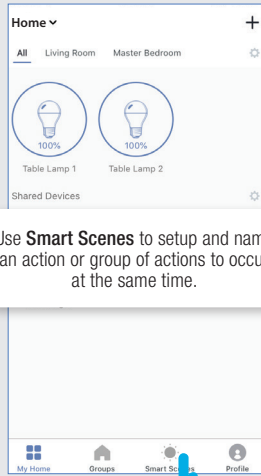 Home
All Living Room Master Bedroom
100% 100%
Table Lamp 1 Table Lamp 2
Shared Devices
Use Smart Scenes to setup and nam
an action or group of actions to occu
at the same time.
My Home Groups Smart Sc es Profile